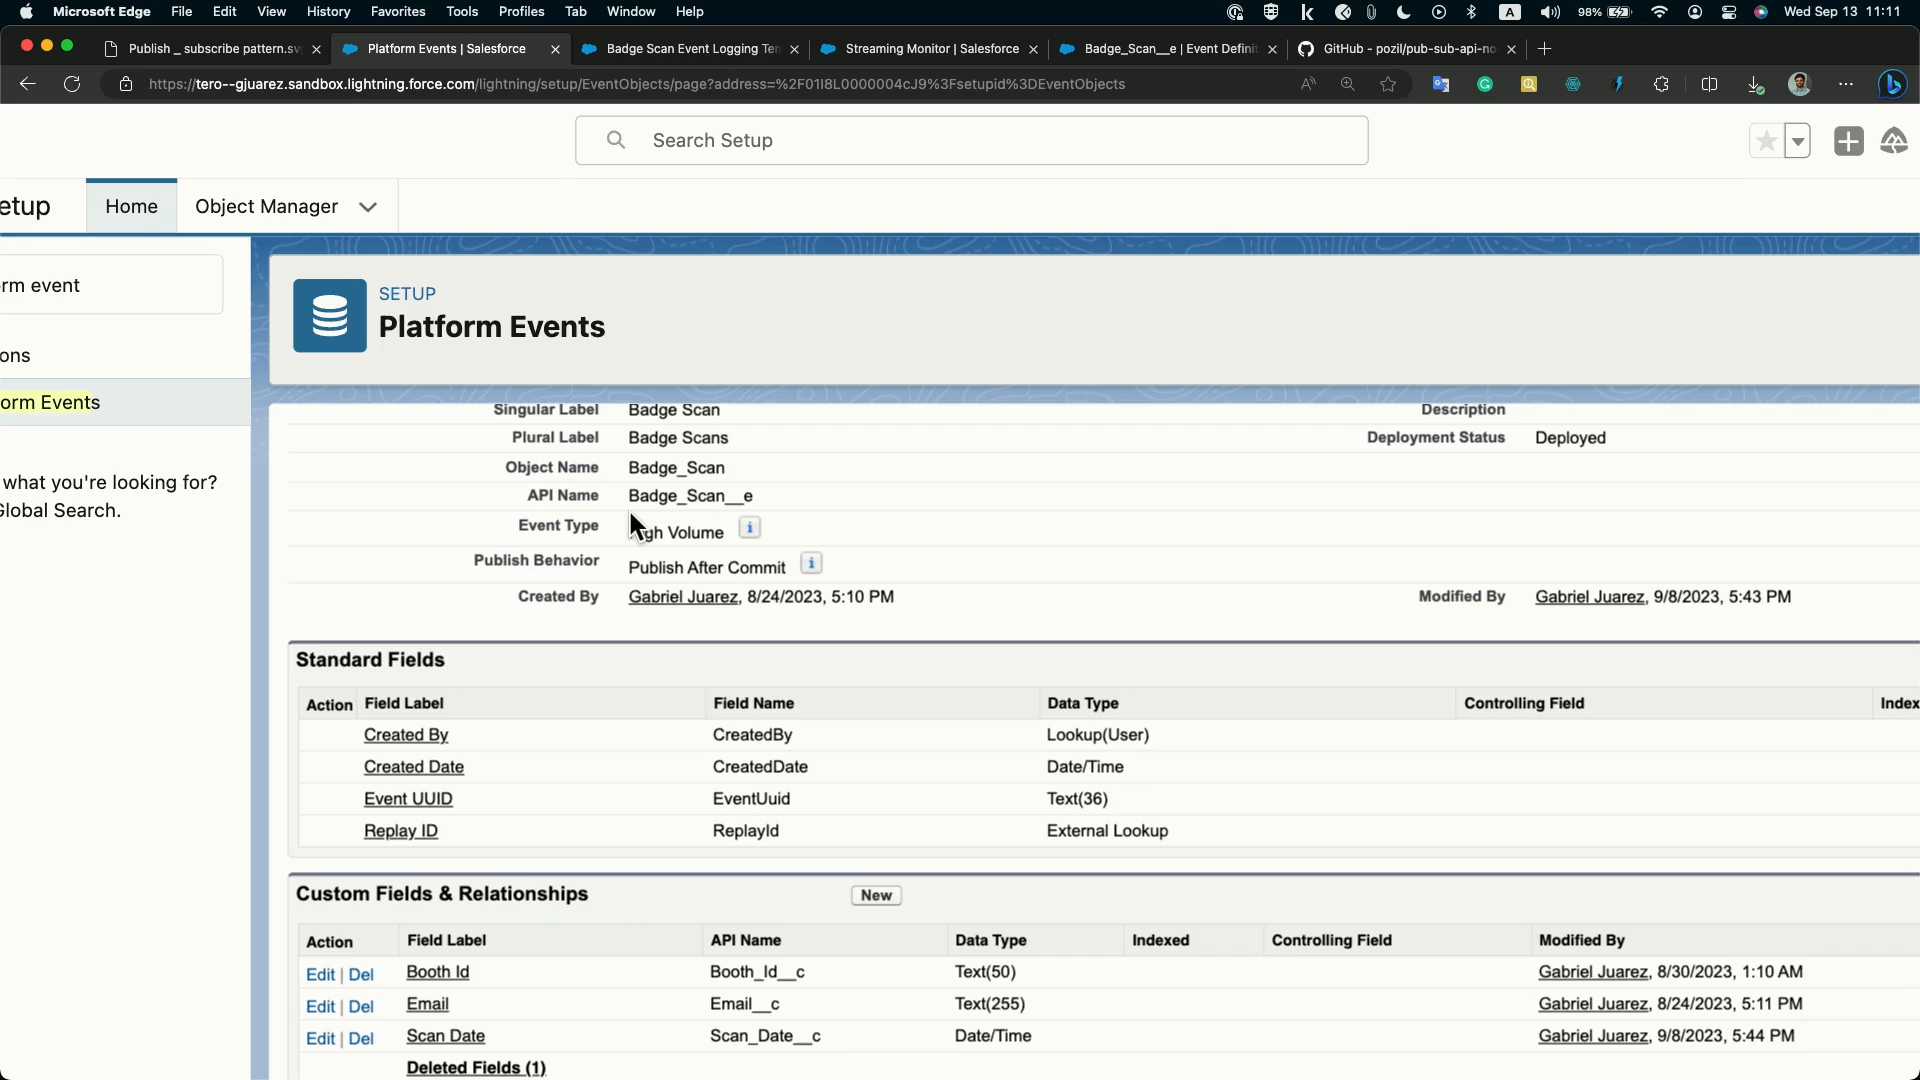 Microsoft Edge File Edit View History Favorites Tools Profiles Tab Window Help A 98% Wed Sep 13 11:11
Publish _ subscribe pattern.sv Platform Events | Salesforce Badge Scan Event Logging Ten Streaming Monitor | Salesforce Badge_Scan__e | Event Definit GitHub - pozil/pub-sub-api-no
https://tero--gjuarez.sandbox.lightning.force.com/lightning/setup/EventObjects/page?address=%2F01I8L0000004cJ9%3Fsetupid%3DEventObjects
Search Setup
etup Home Object Manager
rm event
ons
orm Events
what you're looking for?
Global Search.
SETUP
Platform Events
Singular Label Badge Scan Description
Plural Label Badge Scans Deployment Status Deployed
Object Name Badge_Scan
API Name Badge_Scan__e
Event Type gh Volume i
Publish Behavior Publish After Commit i
Created By Gabriel Juarez, 8/24/2023, 5:10 PM Modified By Gabriel Juarez, 9/8/2023, 5:43 PM
Standard Fields
Action Field Label Field Name Data Type Controlling Field Index
Created By CreatedBy Lookup(User)
Created Date CreatedDate Date/Time
Event UUID EventUuid Text(36)
Replay ID ReplayId External Lookup
Custom Fields & Relationships New
Action Field Label API Name Data Type Indexed Controlling Field Modified By
Edit | Del Booth Id Booth_Id__c Text(50) Gabriel Juarez, 8/30/2023, 1:10 AM
Edit | Del Email Email__c Text(255) Gabriel Juarez, 8/24/2023, 5:11 PM
Edit | Del Scan Date Scan_Date__c Date/Time Gabriel Juarez, 9/8/2023, 5:44 PM
Deleted Fields (1)